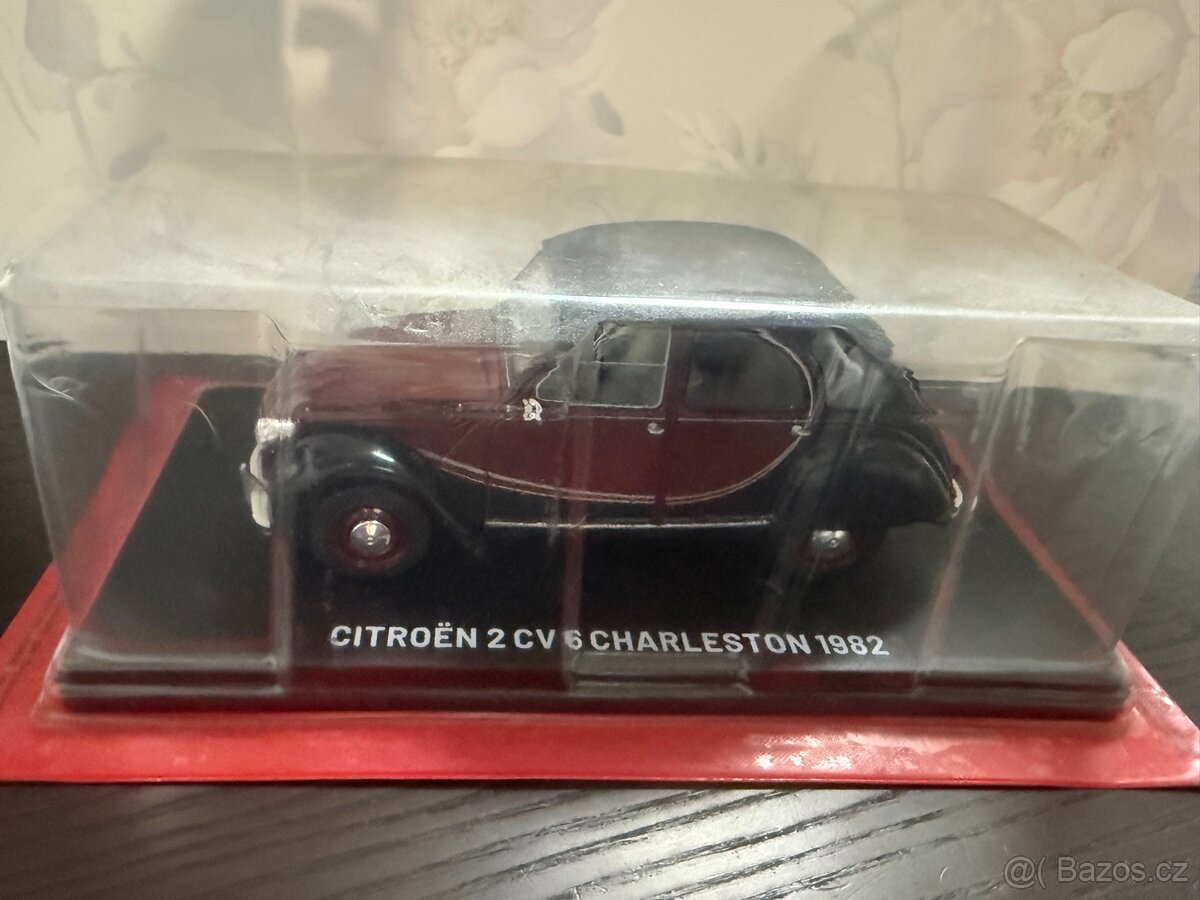 CITROËN 2 CV 6 CHARLESTON 1982
@( Bazos.cz